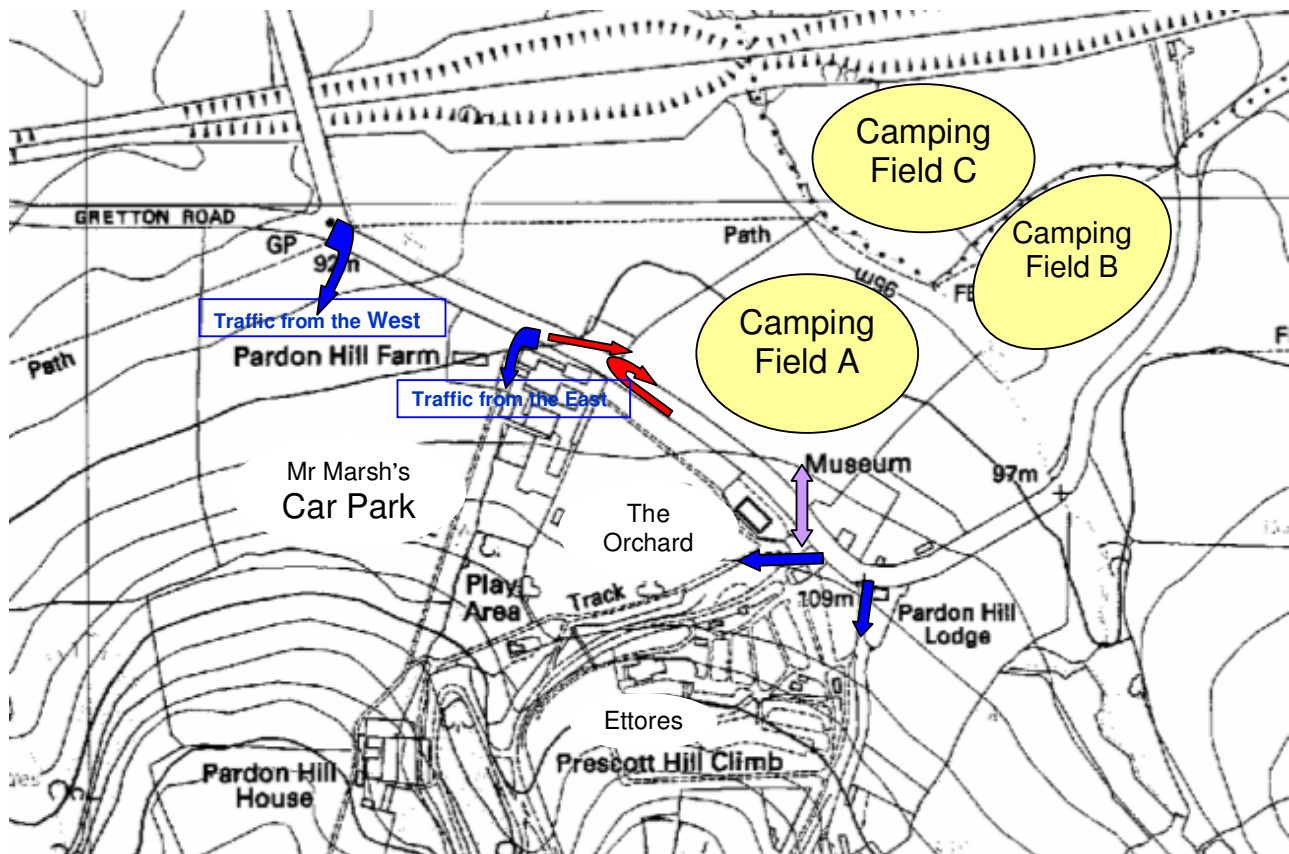 Camping
Field C
GRETTON ROAD
GP
92m
Path
Camping
Field B
95m
Traffic from the West
Camping
Field A
Path
Pardon Hill Farm
Traffic from the East
Mr Marsh's
Car Park
Museum
97m
The
Orchard
Play
Area
Track
109m
Pardon Hill
Lodge
Ettores
Prescott Hill Climb
Pardon Hill
House